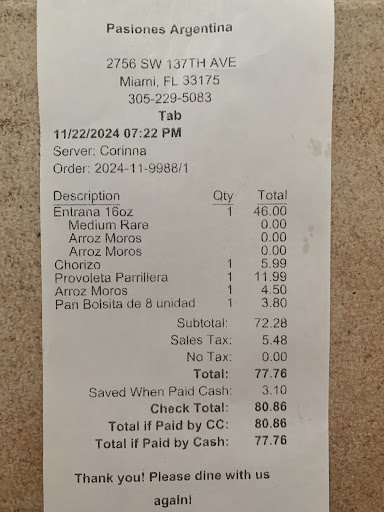 Pasiones Argentina
2756 SW 137TH AVE
Miami, FL 33175
305-229-5083
Tab
11/22/2024 07:22 PM
Server: Corinna
Order: 2024-11-9988/1
Description Qty Total
Entrana 16oz 1 46.00
Medium Rare 0.00
Arroz Moros 0.00
Arroz Moros 0.00
Chorizo 1 5.99
Provoleta Parrillera 1 11.99
Arroz Moros 1 4.50
Pan Bolsita de 8 unidad 1 3.80
Subtotal: 72.28
Sales Tax: 5.48
No Tax: 0.00
Total: 77.76
Saved When Paid Cash: 3.10
Check Total: 80.86
Total if Paid by CC: 80.86
Total if Paid by Cash: 77.76
Thank you! Please dine with us
again!